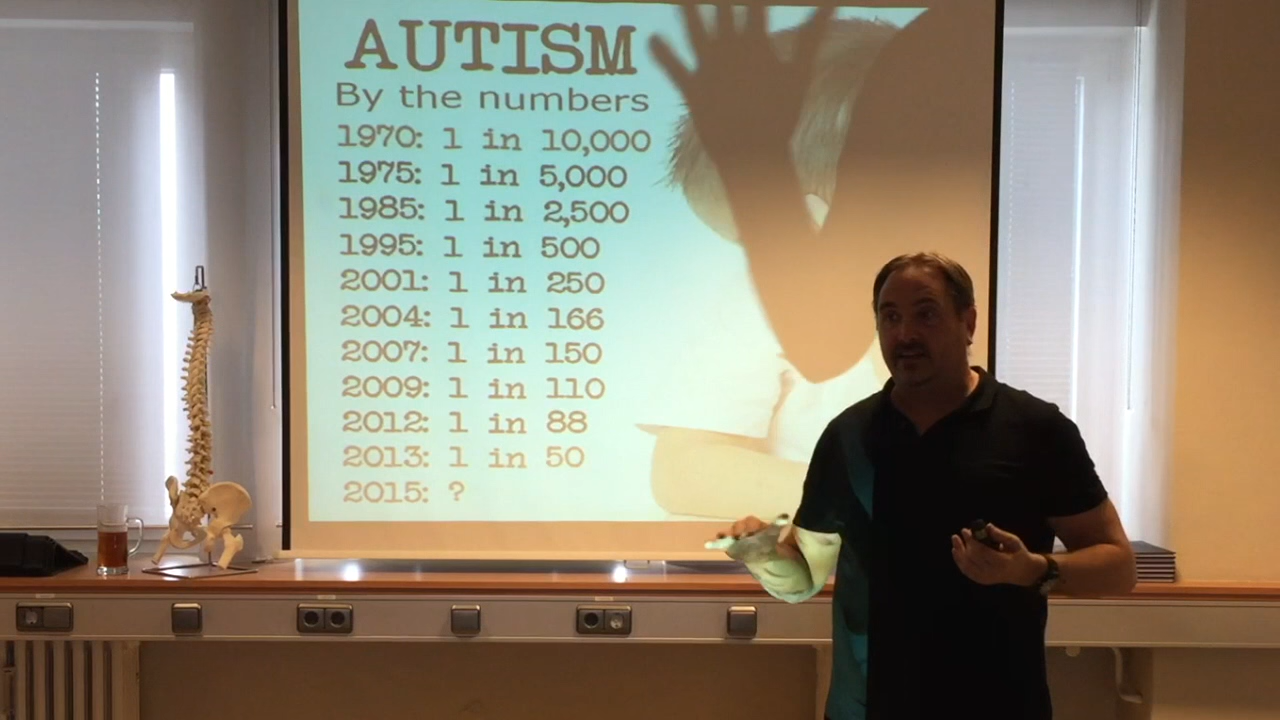 AUTISM
By the numbers
1970: 1 in 10,000
1975: 1 in 5,000
1985: 1 in 2,500
1995: 1 in 500
2001: 1 in 250
2004: 1 in 166
2007: 1 in 150
2009: 1 in 110
2012: 1 in 88
2013: 1 in 50
2015: ?